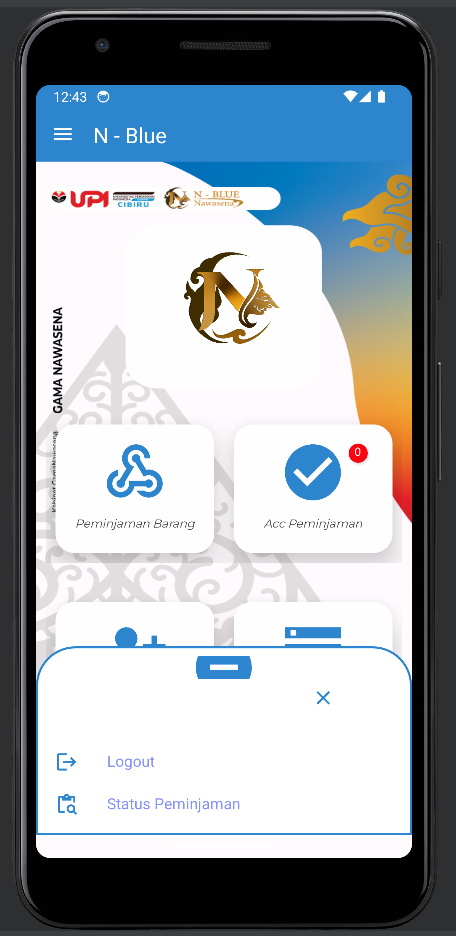 12:43
N - Blue
UPI
CIBIRU
N - BLUE
Nawasena
N
GAMA NAWASENA
0
Peminjaman Barang
Acc Peminjaman
Logout
Status Peminjaman